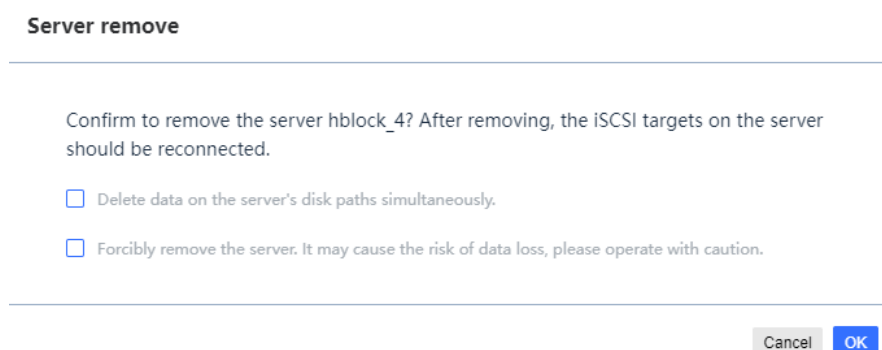 Server remove
Confirm to remove the server hblock_4? After removing, the iSCSI targets on the server
should be reconnected.
Delete data on the server's disk paths simultaneously.
Forcibly remove the server. It may cause the risk of data loss, please operate with caution.
Cancel OK